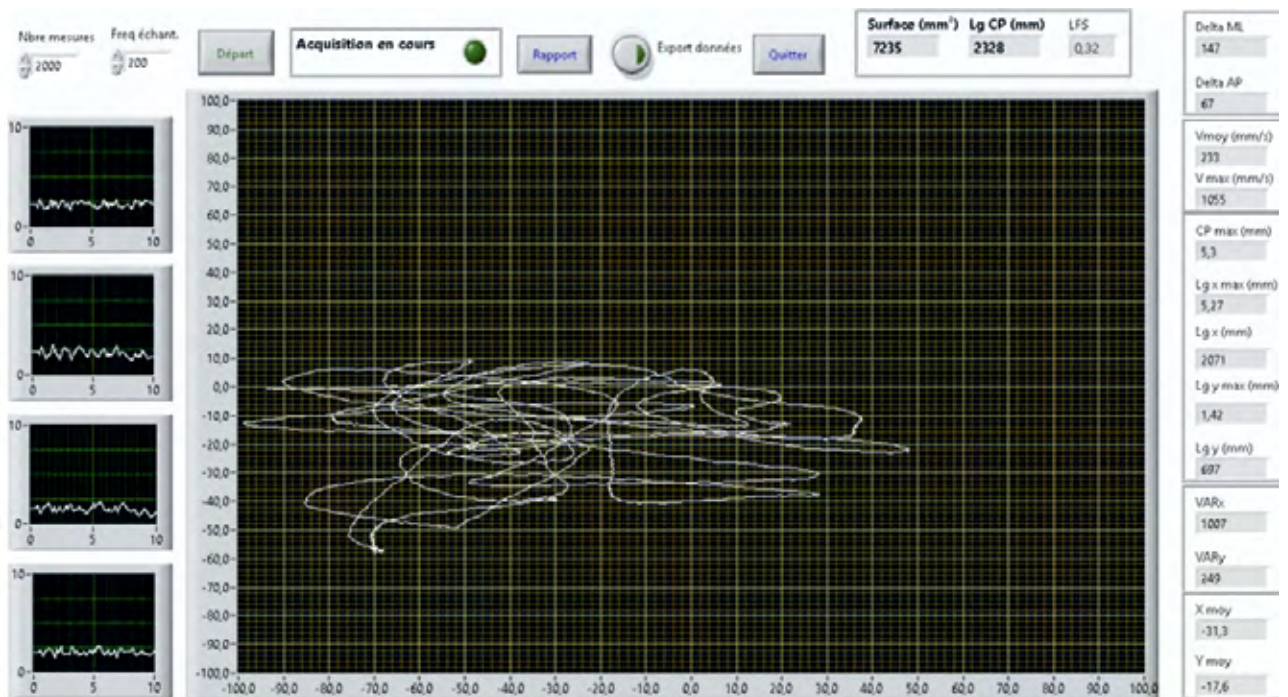 Nbre mesures
2000
Freq échant.
200
Départ
Acquisition en cours
Rapport
Export données
Quitter
Surface (mm²) Lg CP (mm) LFS
7235 2328 0,32
Delta ML
147
Delta AP
67
Vmoy (mm/s)
233
V max (mm/s)
1055
CP max (mm)
5,3
Lg x max (mm)
5,27
Lg x (mm)
2071
Lg y max (mm)
1,42
Lg y (mm)
697
VARx
1007
VARy
249
X moy
-31,3
Y moy
-17,6
10
0
0 5 10
10
0
0 5 10
10
0
0 5 10
10
0
0 5 10
100,0
90,0
80,0
70,0
60,0
50,0
40,0
30,0
20,0
10,0
0,0
-10,0
-20,0
-30,0
-40,0
-50,0
-60,0
-70,0
-80,0
-90,0
-100,0
-100,0 -90,0 -80,0 -70,0 -60,0 -50,0 -40,0 -30,0 -20,0 -10,0 0,0 10,0 20,0 30,0 40,0 50,0 60,0 70,0 80,0 90,0 100,0